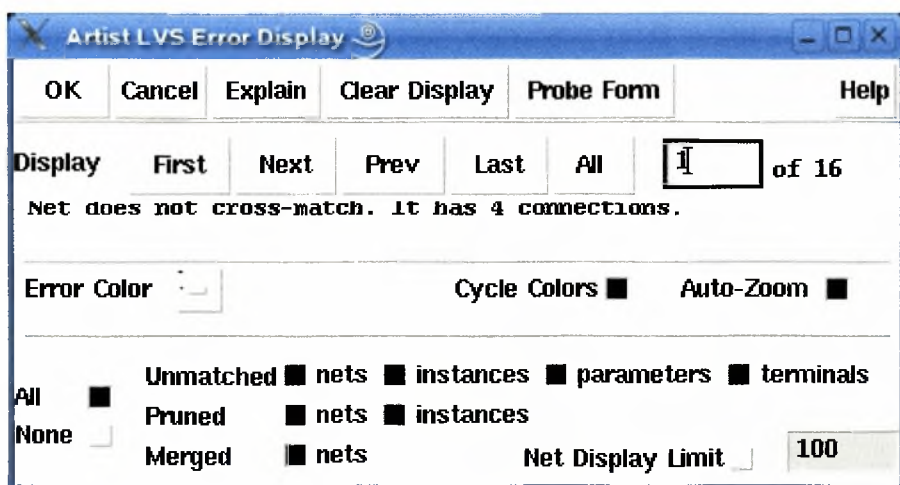 Artist LVS Error Display
OK Cancel Explain Clear Display Probe Form Help
Display First Next Prev Last All 1 of 16
Net does not cross-match. It has 4 connections.
Error Color Cycle Colors Auto-Zoom
Unmatched nets instances parameters terminals
All
Pruned nets instances
None
Merged nets Net Display Limit 100